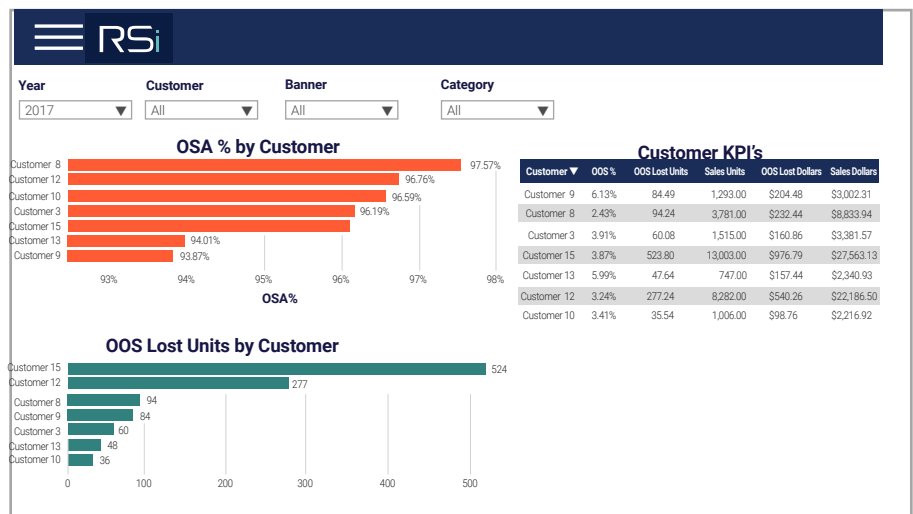 RSi
Year Customer Banner Category
2017 All All All
OSA % by Customer
Customer 8 97.57%
Customer 12 96.76%
Customer 10 96.59%
Customer 3 96.19%
Customer 15
Customer 13 94.01%
Customer 9 93.87%
93% 94% 95% 96% 97% 98%
OSA%
Customer KPI's
Customer OOS % OOS Lost Units Sales Units OOS Lost Dollars Sales Dollars
Customer 9 6.13% 84.49 1,293.00 $204.48 $3,002.31
Customer 8 2.43% 94.24 3,781.00 $232.44 $8,833.94
Customer 3 3.91% 60.08 1,515.00 $160.86 $3,381.57
Customer 15 3.87% 523.80 13,003.00 $976.79 $27,563.13
Customer 13 5.99% 47.64 747.00 $157.44 $2,340.93
Customer 12 3.24% 277.24 8,282.00 $540.26 $22,186.50
Customer 10 3.41% 35.54 1,006.00 $98.76 $2,216.92
OOS Lost Units by Customer
Customer 15 524
Customer 12 277
Customer 8 94
Customer 9 84
Customer 3 60
Customer 13 48
Customer 10 36
0 100 200 300 400 500